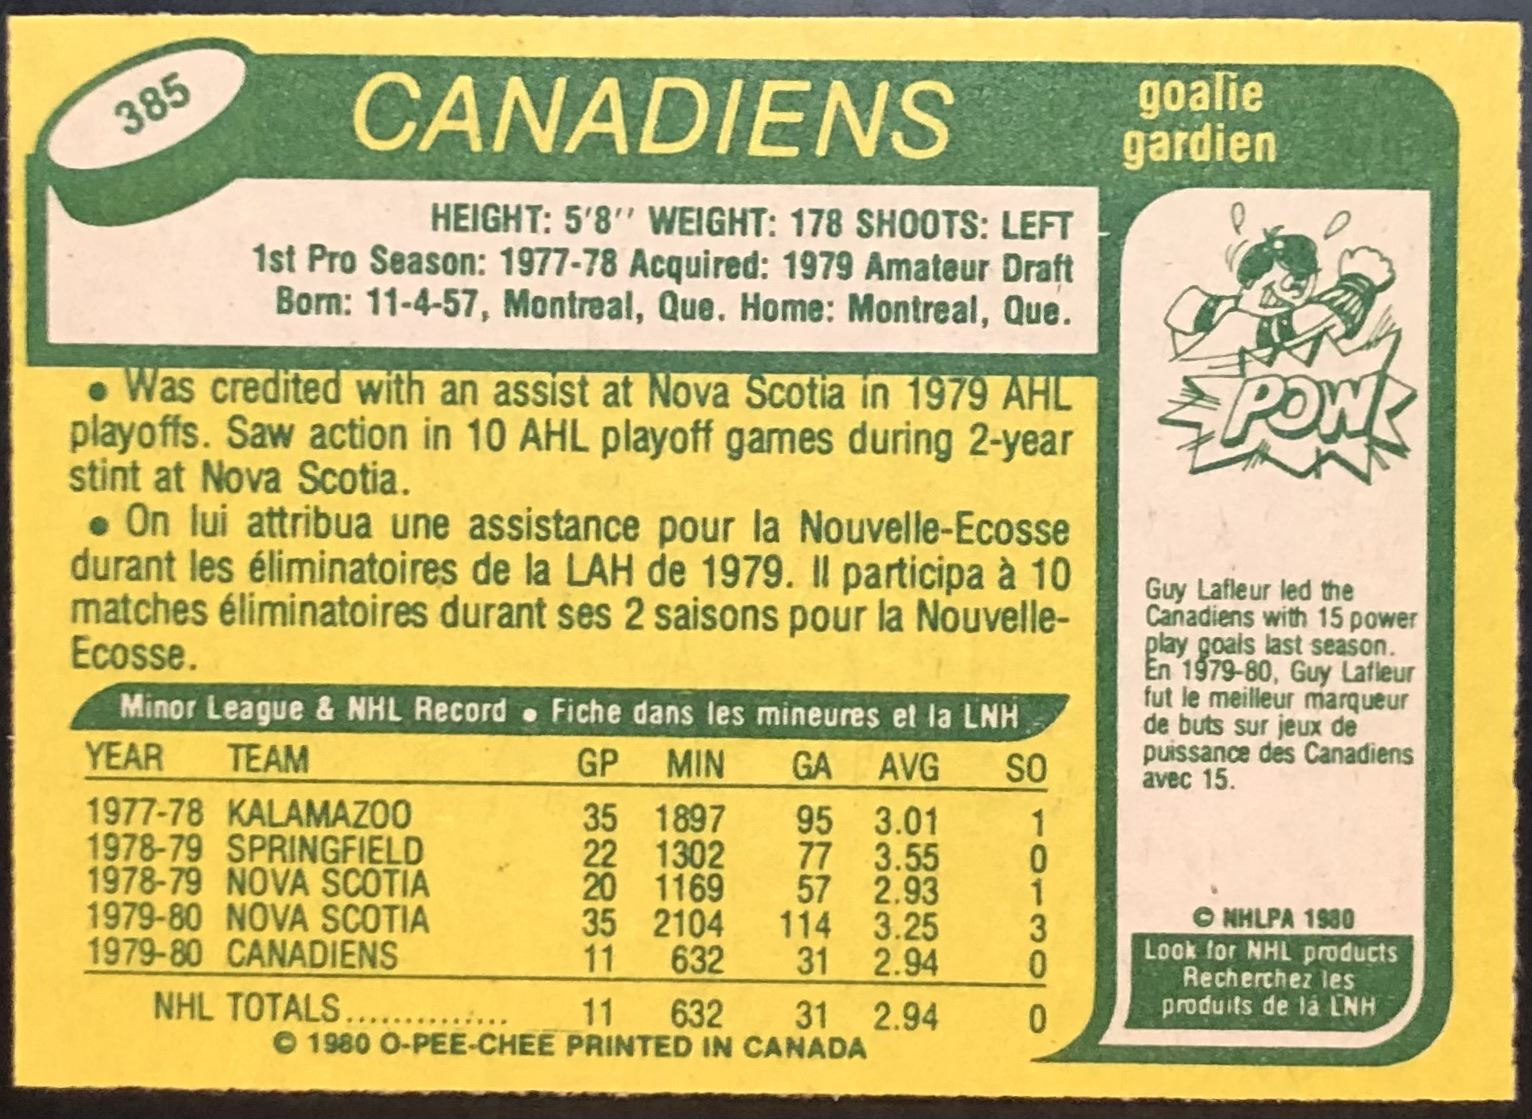 385
CANADIENS
goalie
gardien
HEIGHT: 5'8'' WEIGHT: 178 SHOOTS: LEFT
1st Pro Season: 1977-78 Acquired: 1979 Amateur Draft
Born: 11-4-57, Montreal, Que. Home: Montreal, Que.
• Was credited with an assist at Nova Scotia in 1979 AHL
playoffs. Saw action in 10 AHL playoff games during 2-year
stint at Nova Scotia.
• On lui attribua une assistance pour la Nouvelle-Ecosse
durant les éliminatoires de la LAH de 1979. Il participa à 10
matches éliminatoires durant ses 2 saisons pour la Nouvelle-
Ecosse.
Minor League & NHL Record • Fiche dans les mineures et la LNH
YEAR TEAM GP MIN GA AVG SO
1977-78 KALAMAZOO 35 1897 95 3.01 1
1978-79 SPRINGFIELD 22 1302 77 3.55 0
1978-79 NOVA SCOTIA 20 1169 57 2.93 1
1979-80 NOVA SCOTIA 35 2104 114 3.25 3
1979-80 CANADIENS 11 632 31 2.94 0
NHL TOTALS.............. 11 632 31 2.94 0
© 1980 O-PEE-CHEE PRINTED IN CANADA
POW
Guy Lafleur led the
Canadiens with 15 power
play goals last season.
En 1979-80, Guy Lafleur
fut le meilleur marqueur
de buts sur jeux de
puissance des Canadiens
avec 15.
© NHLPA 1980
Look for NHL products
Recherchez les
produits de la LNH